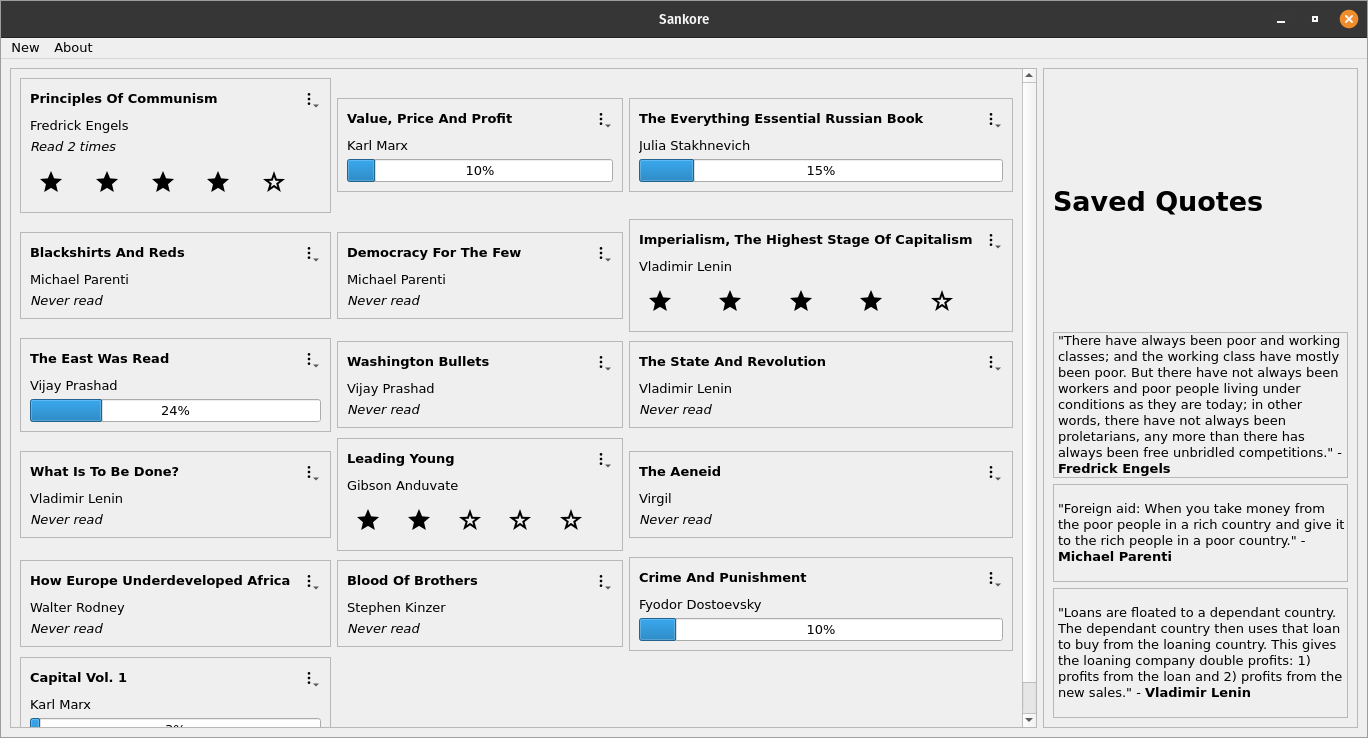 Sankore
New About
Principles Of Communism
Fredrick Engels
Read 2 times
Value, Price And Profit
Karl Marx
10%
The Everything Essential Russian Book
Julia Stakhnevich
15%
Blackshirts And Reds
Michael Parenti
Never read
Democracy For The Few
Michael Parenti
Never read
Imperialism, The Highest Stage Of Capitalism
Vladimir Lenin
The East Was Read
Vijay Prashad
24%
Washington Bullets
Vijay Prashad
Never read
The State And Revolution
Vladimir Lenin
Never read
What Is To Be Done?
Vladimir Lenin
Never read
Leading Young
Gibson Anduvate
The Aeneid
Virgil
Never read
How Europe Underdeveloped Africa
Walter Rodney
Never read
Blood Of Brothers
Stephen Kinzer
Never read
Crime And Punishment
Fyodor Dostoevsky
10%
Capital Vol. 1
Karl Marx
Saved Quotes
"There have always been poor and working
classes; and the working class have mostly
been poor. But there have not always been
workers and poor people living under
conditions as they are today; in other
words, there have not always been
proletarians, any more than there has
always been free unbridled competitions." -
Fredrick Engels
"Foreign aid: When you take money from
the poor people in a rich country and give it
to the rich people in a poor country." -
Michael Parenti
"Loans are floated to a dependant country.
The dependant country then uses that loan
to buy from the loaning country. This gives
the loaning company double profits: 1)
profits from the loan and 2) profits from the
new sales." - Vladimir Lenin